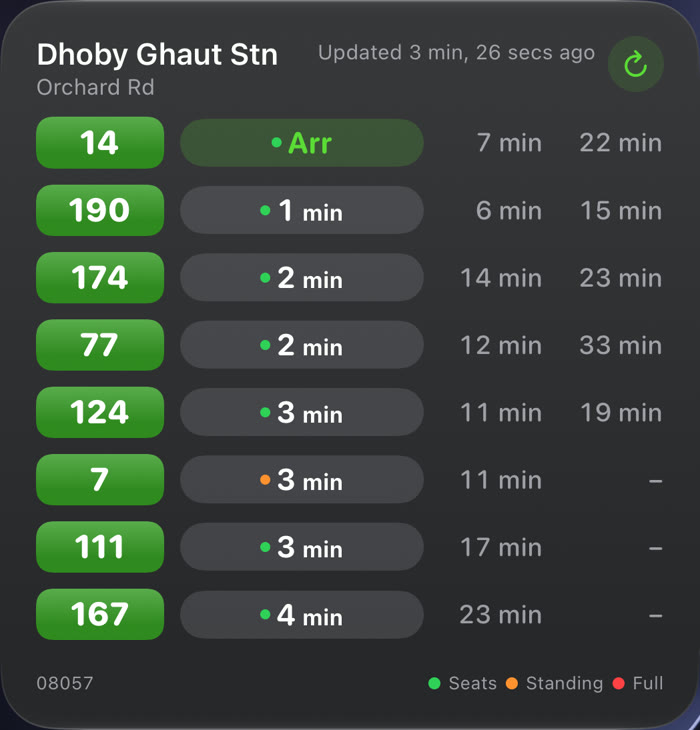 Dhoby Ghaut Stn Updated 3 min, 26 secs ago
Orchard Rd
14 Arr 7 min 22 min
190 1 min 6 min 15 min
174 2 min 14 min 23 min
77 2 min 12 min 33 min
124 3 min 11 min 19 min
7 3 min 11 min –
111 3 min 17 min –
167 4 min 23 min –
08057 Seats Standing Full